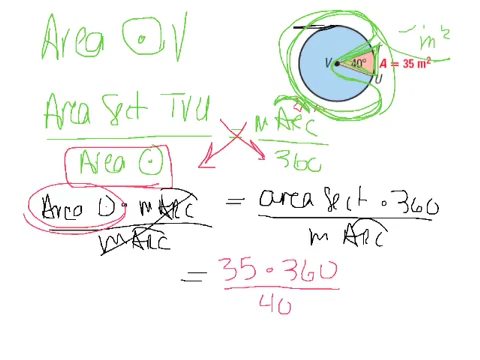 Area ⊙ V
m²
V 40° T A = 35 m²
U
Area Sect TVU / Area ⊙ = m ARC / 360
Area ⊙ · m ARC / m ARC = area sect · 360 / m ARC
= 35 · 360 / 40